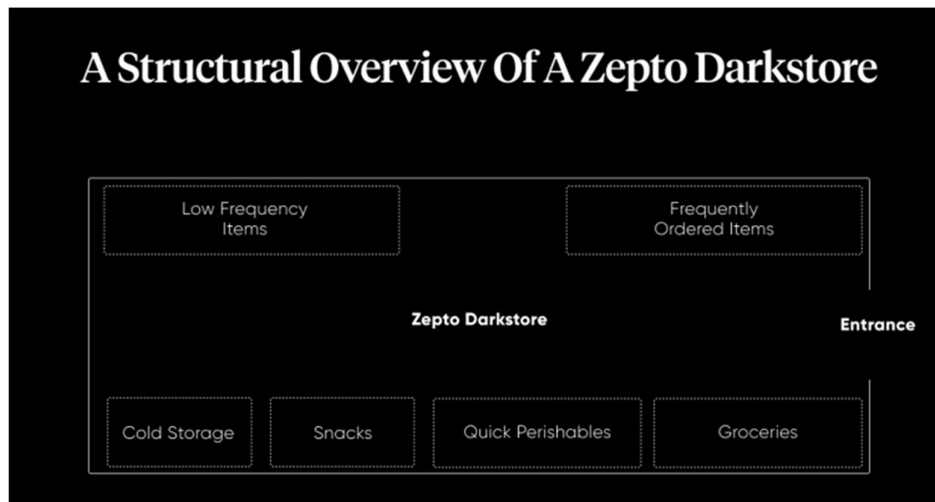 A Structural Overview Of A Zepto Darkstore
Low Frequency
Items
Frequently
Ordered Items
Zepto Darkstore
Entrance
Cold Storage
Snacks
Quick Perishables
Groceries